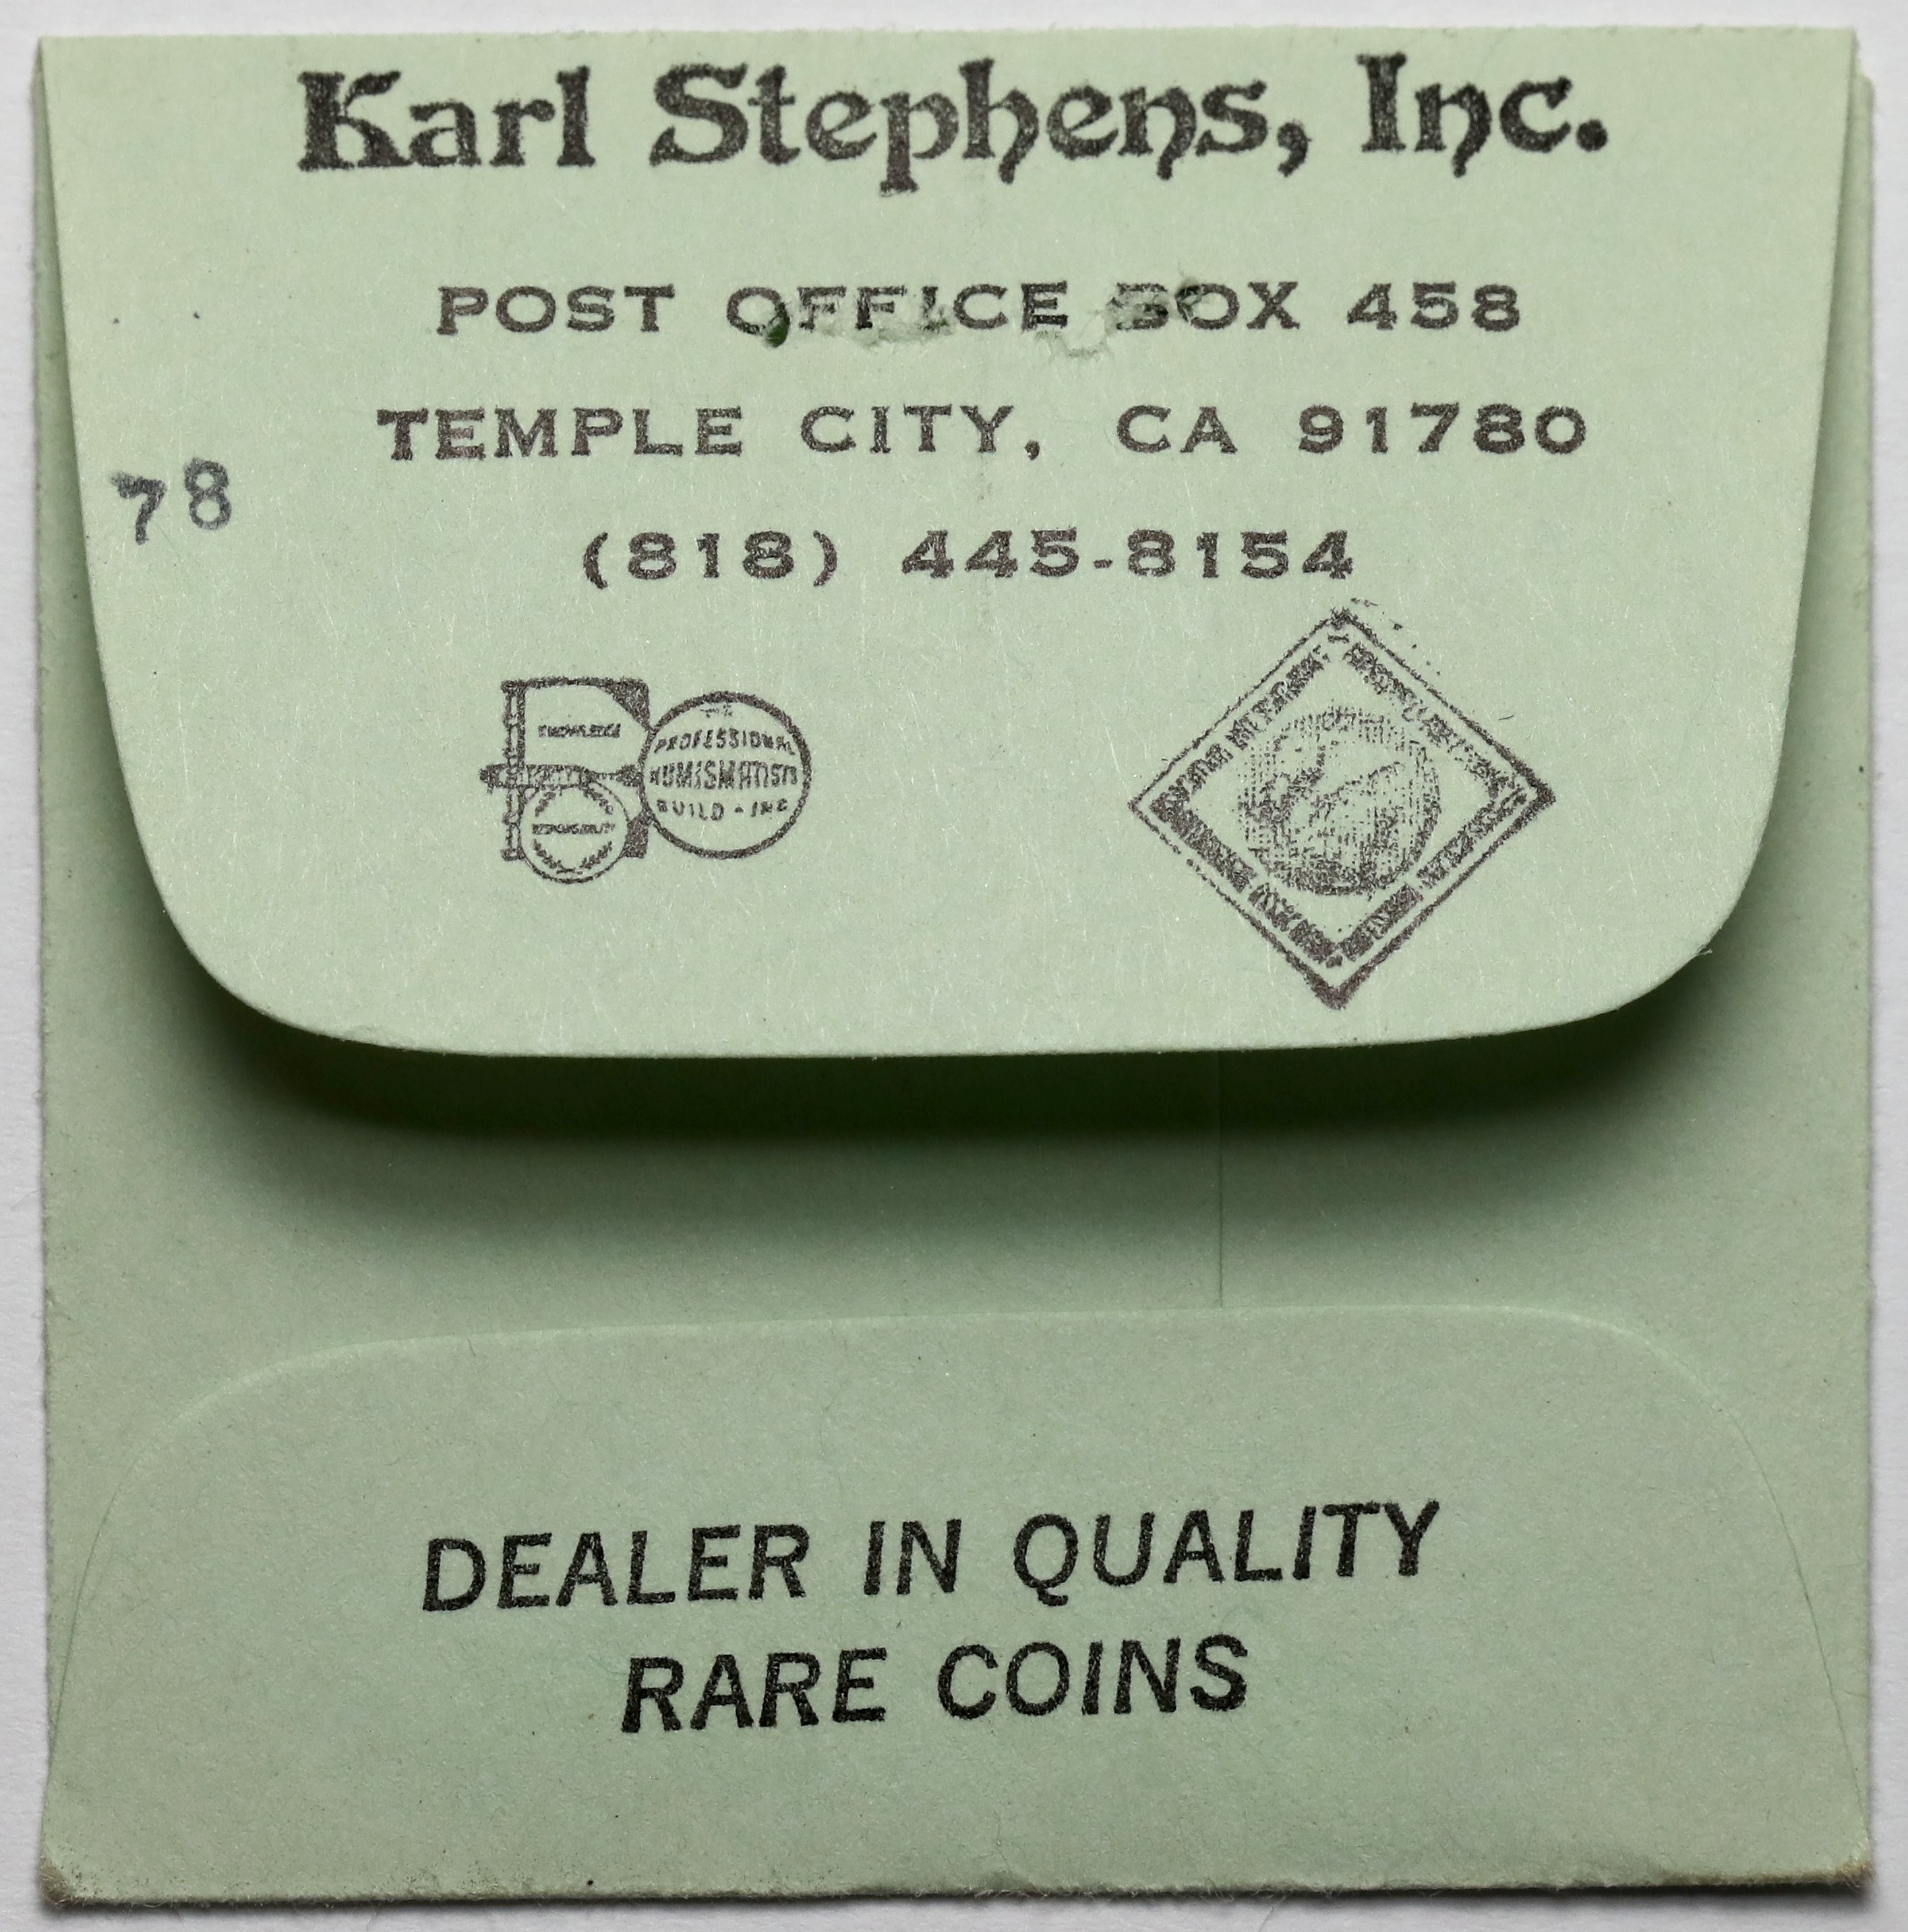 Karl Stephens, Inc.
POST OFFICE BOX 458
TEMPLE CITY, CA 91780
78
(818) 445-8154
KNOWLEDGE
RESPONSIBILITY
PROFESSIONAL
NUMISMATISTS
GUILD - INC
DEALER IN QUALITY
RARE COINS